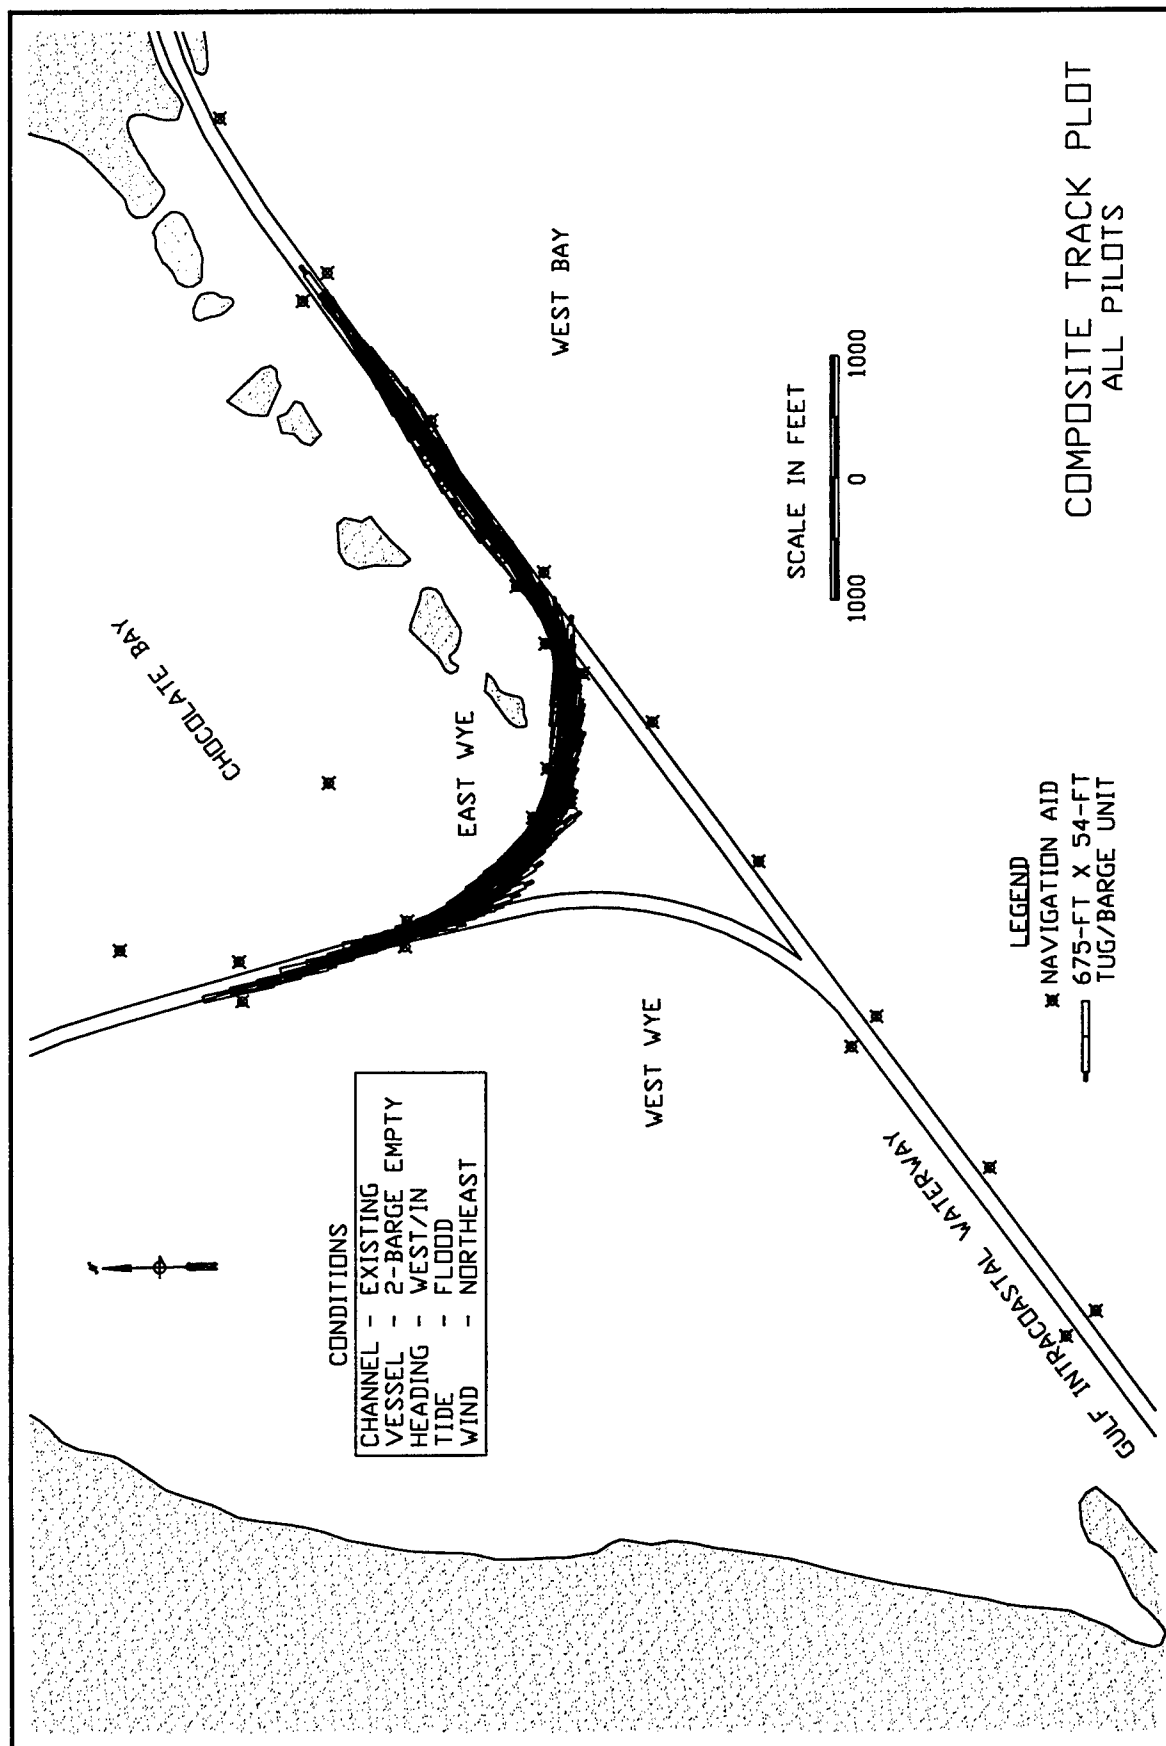 CHOCOLATE BAY
EAST WYE
WEST BAY
WEST WYE
GULF INTRACOASTAL WATERWAY
CONDITIONS
CHANNEL - EXISTING
VESSEL - 2-BARGE EMPTY
HEADING - WEST/IN
TIDE - FLOOD
WIND - NORTHEAST
SCALE IN FEET
1000 0 1000
LEGEND
NAVIGATION AID
675-FT X 54-FT
TUG/BARGE UNIT
COMPOSITE TRACK PLOT
ALL PILOTS